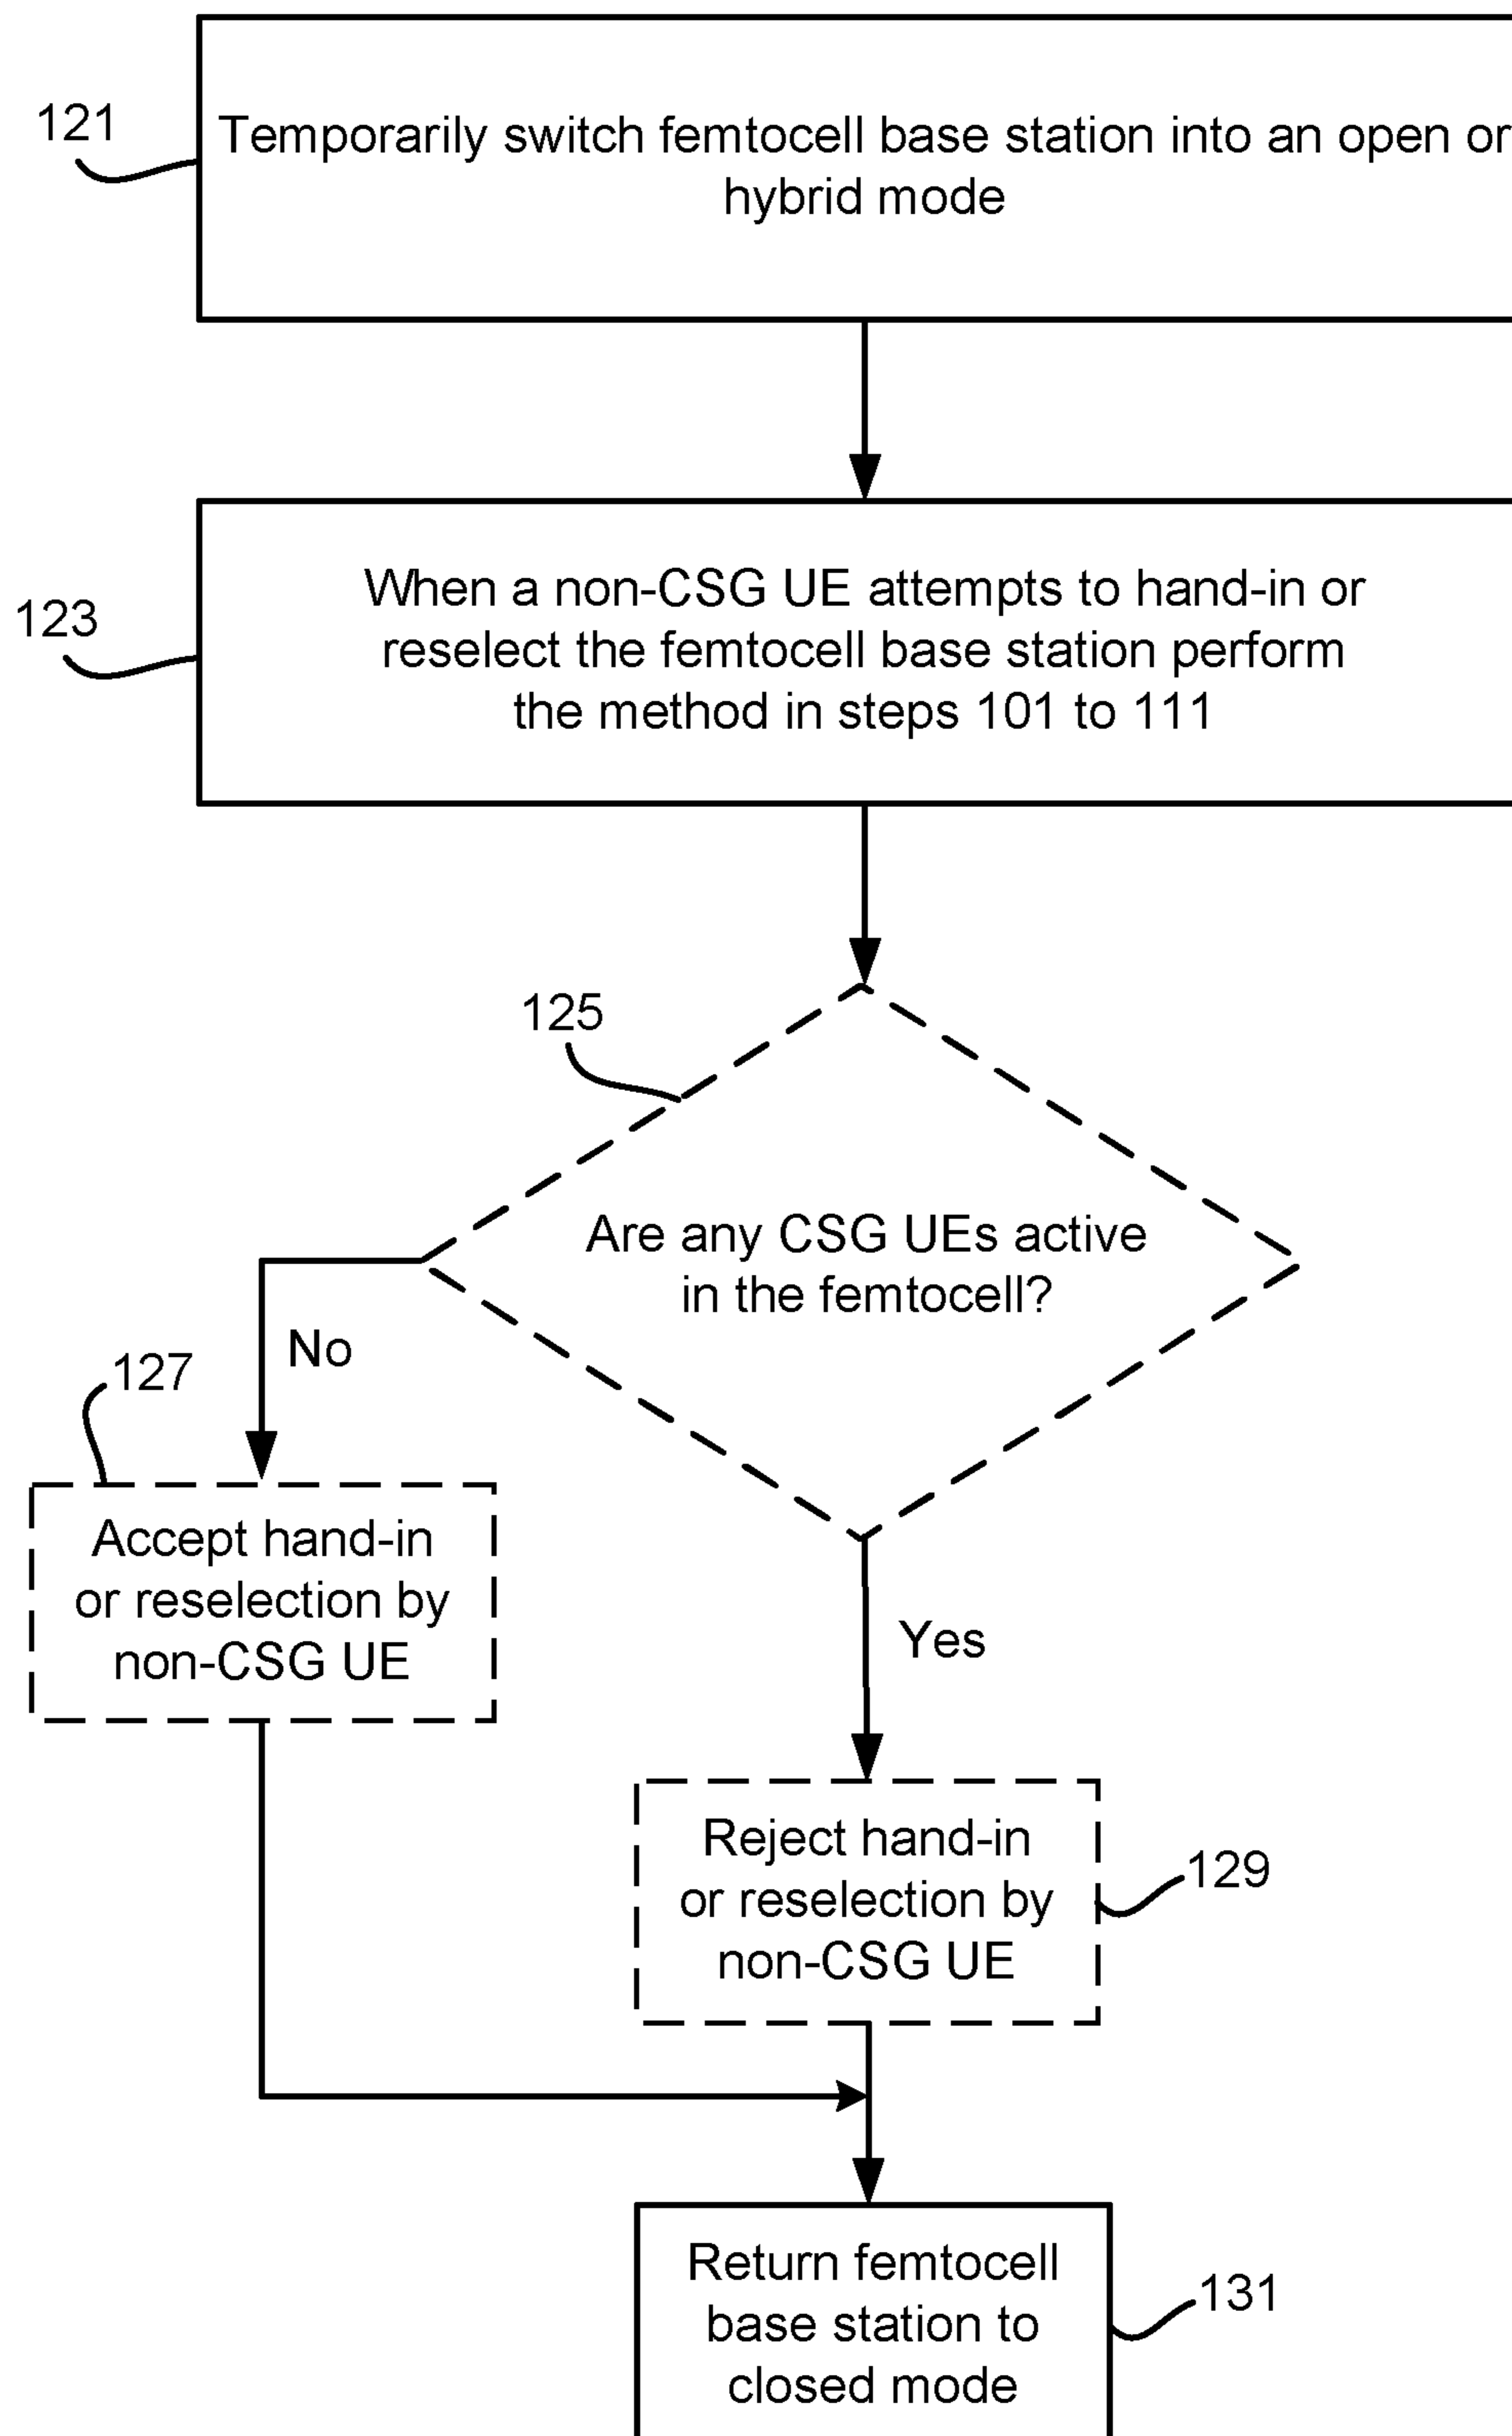 121
Temporarily switch femtocell base station into an open or
hybrid mode
123
When a non-CSG UE attempts to hand-in or
reselect the femtocell base station perform
the method in steps 101 to 111
125
Are any CSG UEs active
in the femtocell?
No
127
Accept hand-in
or reselection by
non-CSG UE
Yes
Reject hand-in
or reselection by
non-CSG UE
129
Return femtocell
base station to
closed mode
131